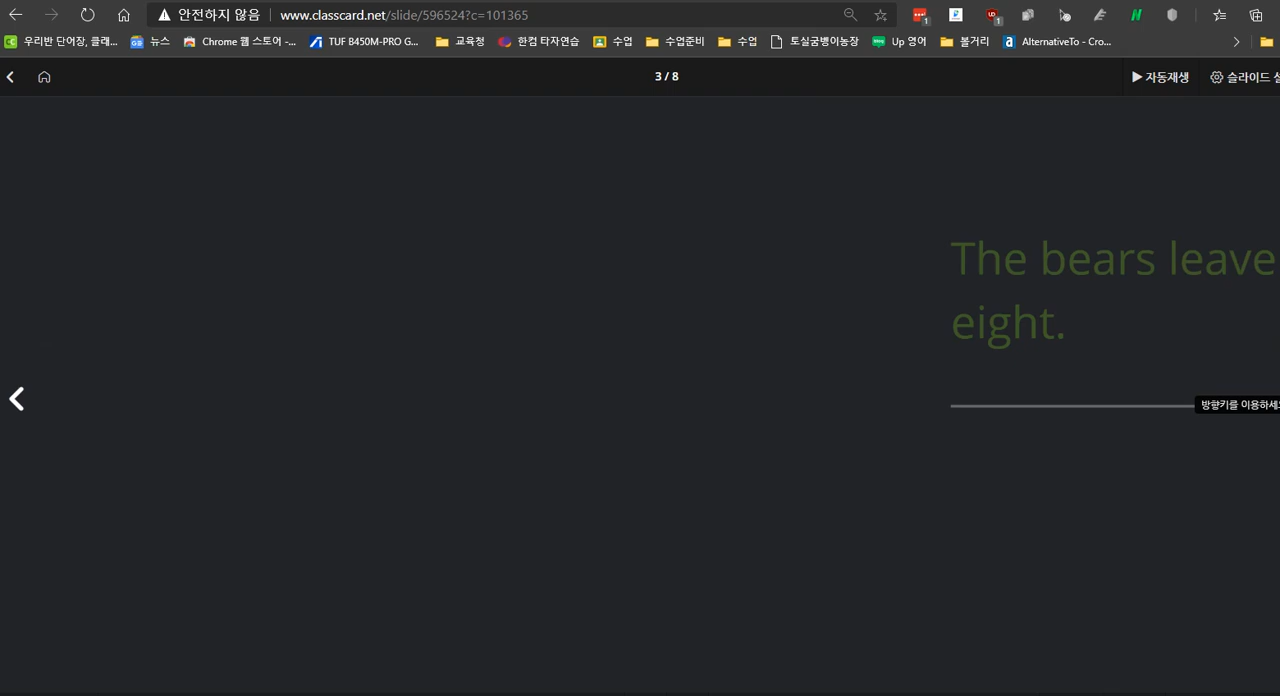 안전하지 않음 www.classcard.net/slide/596524?c=101365 1 1
우리반 단어장, 클래... 뉴스 Chrome 웹 스토어 -... TUF B450M-PRO G... 교육청 한컴 타자연습 수업 수업준비 수업 토실굼벵이농장 Up 영어 볼거리 AlternativeTo - Cro...
3 / 8 자동재생 슬라이드
The bears leave
eight.
방향키를 이용하세요